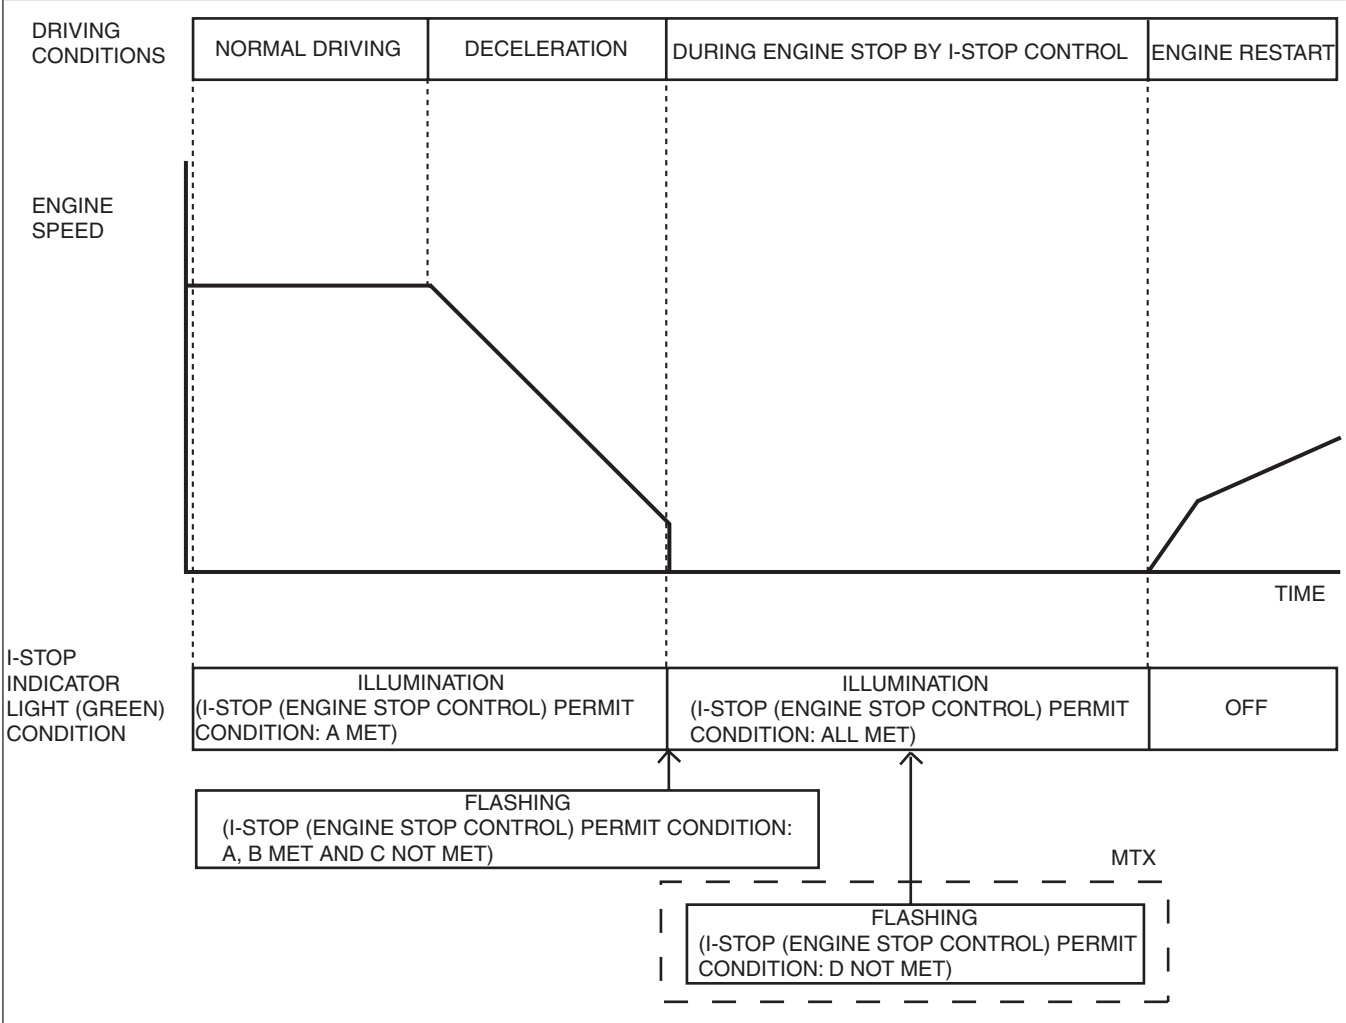 DRIVING
CONDITIONS
NORMAL DRIVING
DECELERATION
DURING ENGINE STOP BY I-STOP CONTROL
ENGINE RESTART
ENGINE
SPEED
TIME
I-STOP
INDICATOR
LIGHT (GREEN)
CONDITION
ILLUMINATION
(I-STOP (ENGINE STOP CONTROL) PERMIT
CONDITION: A MET)
ILLUMINATION
(I-STOP (ENGINE STOP CONTROL) PERMIT
CONDITION: ALL MET)
OFF
FLASHING
(I-STOP (ENGINE STOP CONTROL) PERMIT CONDITION:
A, B MET AND C NOT MET)
MTX
FLASHING
(I-STOP (ENGINE STOP CONTROL) PERMIT
CONDITION: D NOT MET)